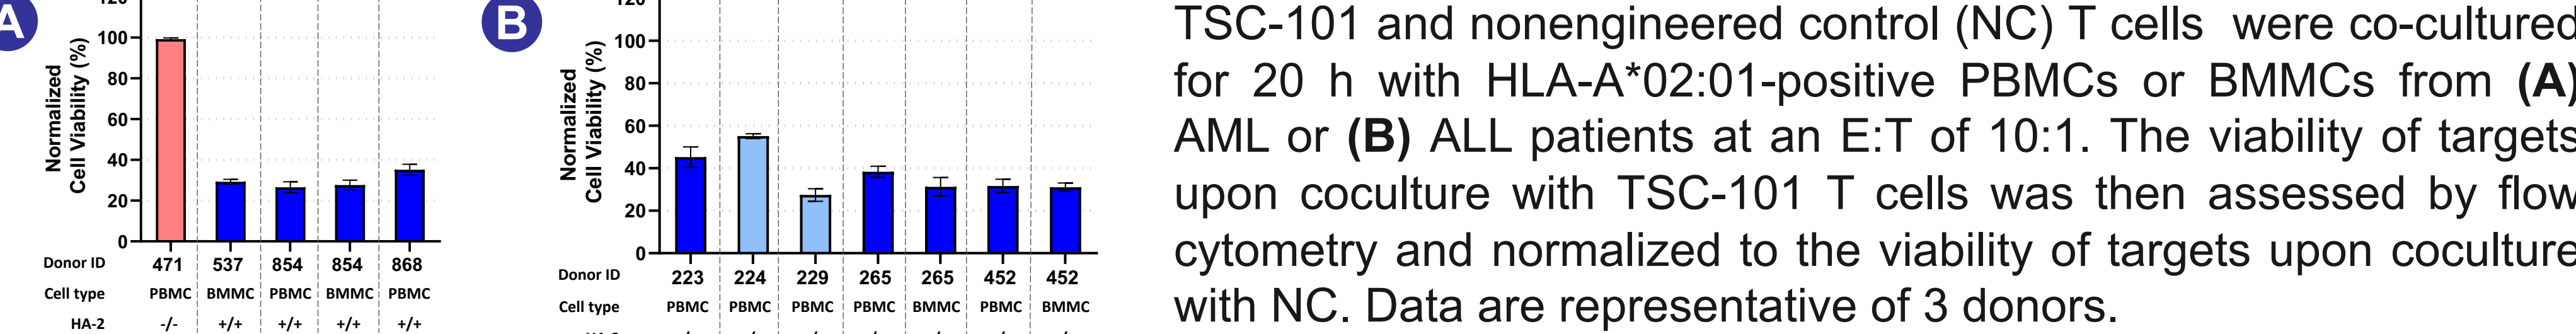 A
120
100
80
60
40
20
0
Normalized
Cell Viability (%)
Donor ID 471 537 854 854 868
Cell type PBMC BMMC PBMC BMMC PBMC
HA-2 -/- +/+ +/+ +/+ +/+
B
120
100
80
60
40
20
0
Normalized
Cell Viability (%)
Donor ID 223 224 229 265 265 452 452
Cell type PBMC PBMC PBMC PBMC BMMC PBMC BMMC
TSC-101 and nonengineered control (NC) T cells were co-cultured
for 20 h with HLA-A*02:01-positive PBMCs or BMMCs from (A)
AML or (B) ALL patients at an E:T of 10:1. The viability of targets
upon coculture with TSC-101 T cells was then assessed by flow
cytometry and normalized to the viability of targets upon coculture
with NC. Data are representative of 3 donors.